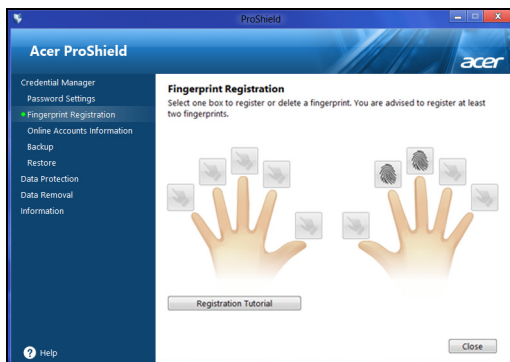 ProShield
Acer ProShield
acer
Credential Manager
Password Settings
Fingerprint Registration
Online Accounts Information
Backup
Restore
Data Protection
Data Removal
Information
Help
Fingerprint Registration
Select one box to register or delete a fingerprint. You are advised to register at least
two fingerprints.
Registration Tutorial
Close